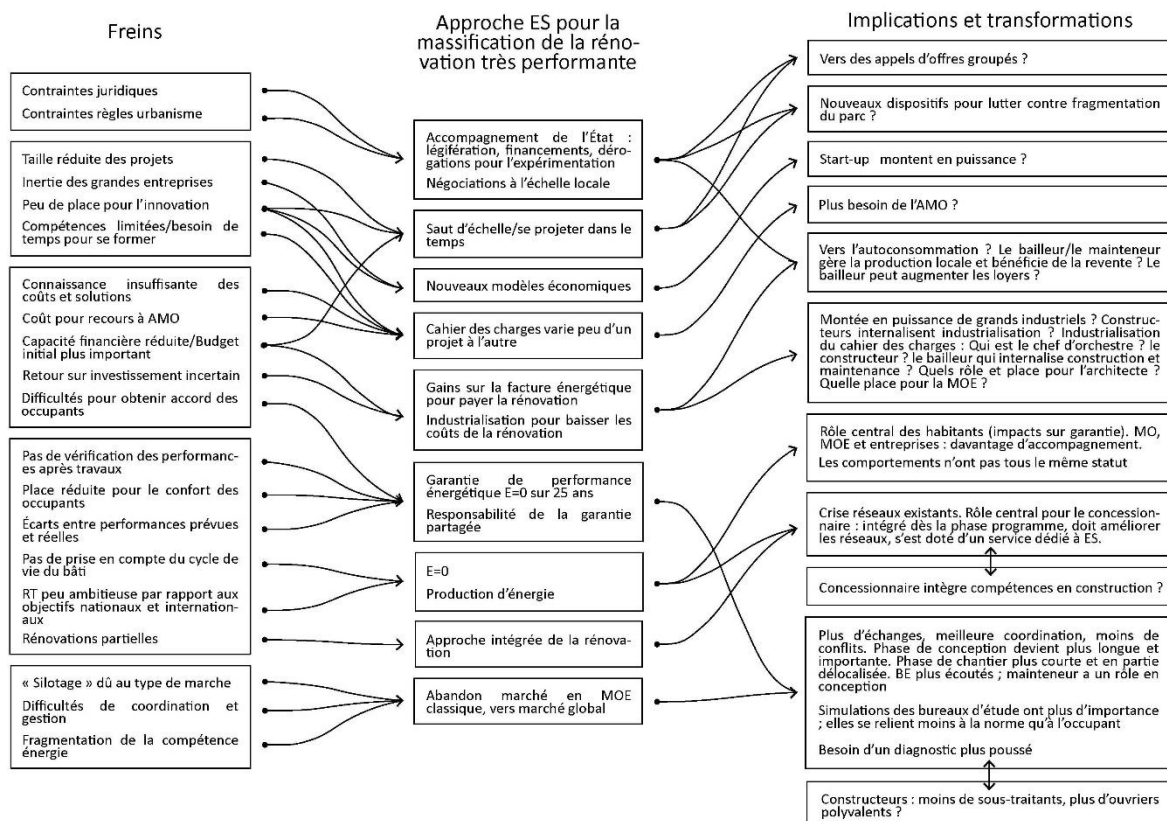 Freins
Contraintes juridiques
Contraintes règles urbanisme
Taille réduite des projets
Inertie des grandes entreprises
Peu de place pour l'innovation
Compétences limitées/besoin de
temps pour se former
Connaissance insuffisante des
coûts et solutions
Coût pour recours à AMO
Capacité financière réduite/Budget
initial plus important
Retour sur investissement incertain
Difficultés pour obtenir accord des
occupants
Pas de vérification des performanc-
es après travaux
Place réduite pour le confort des
occupants
Écarts entre performances prévues
et réelles
Pas de prise en compte du cycle de
vie du bâti
RT peu ambitieuse par rapport aux
objectifs nationaux et internation-
aux
Rénovations partielles
« Silotage » dû au type de marche
Difficultés de coordination et
gestion
Fragmentation de la compétence
énergie
Approche ES pour la
massification de la réno-
vation très performante
Accompagnement de l'État :
légifération, financements, déro-
gations pour l'expérimentation
Négociations à l'échelle locale
Saut d'échelle/se projeter dans le
temps
Nouveaux modèles économiques
Cahier des charges varie peu d'un
projet à l'autre
Gains sur la facture énergétique
pour payer la rénovation
Industrialisation pour baisser les
coûts de la rénovation
Garantie de performance
énergétique E=0 sur 25 ans
Responsabilité de la garantie
partagée
E=0
Production d'énergie
Approche intégrée de la rénova-
tion
Abandon marché en MOE
classique, vers marché global
Implications et transformations
Vers des appels d'offres groupés ?
Nouveaux dispositifs pour lutter contre fragmentation
du parc ?
Start-up montent en puissance ?
Plus besoin de l'AMO ?
Vers l'autoconsommation ? Le bailleur/le mainteneur
gère la production locale et bénéficie de la revente ? Le
bailleur peut augmenter les loyers ?
Montée en puissance de grands industriels ? Construc-
teurs internalisent industrialisation ? Industrialisation
du cahier des charges : Qui est le chef d'orchestre ? le
constructeur ? le bailleur qui internalise construction et
maintenance ? Quels rôle et place pour l'architecte ?
Quelle place pour la MOE ?
Rôle central des habitants (impacts sur garantie). MO,
MOE et entreprises : davantage d'accompagnement.
Les comportements n'ont pas tous le même statut
Crise réseaux existants. Rôle central pour le concession-
naire : intégré dès la phase programme, doit améliorer
les réseaux, s'est doté d'un service dédié à ES.
Concessionnaire intègre compétences en construction ?
Plus d'échanges, meilleure coordination, moins de
conflits. Phase de conception devient plus longue et
importante. Phase de chantier plus courte et en partie
délocalisée. BE plus écoutés ; mainteneur a un rôle en
conception
Simulations des bureaux d'étude ont plus d'importance
; elles se relient moins à la norme qu'à l'occupant
Besoin d'un diagnostic plus poussé
Constructeurs : moins de sous-traitants, plus d'ouvriers
polyvalents ?